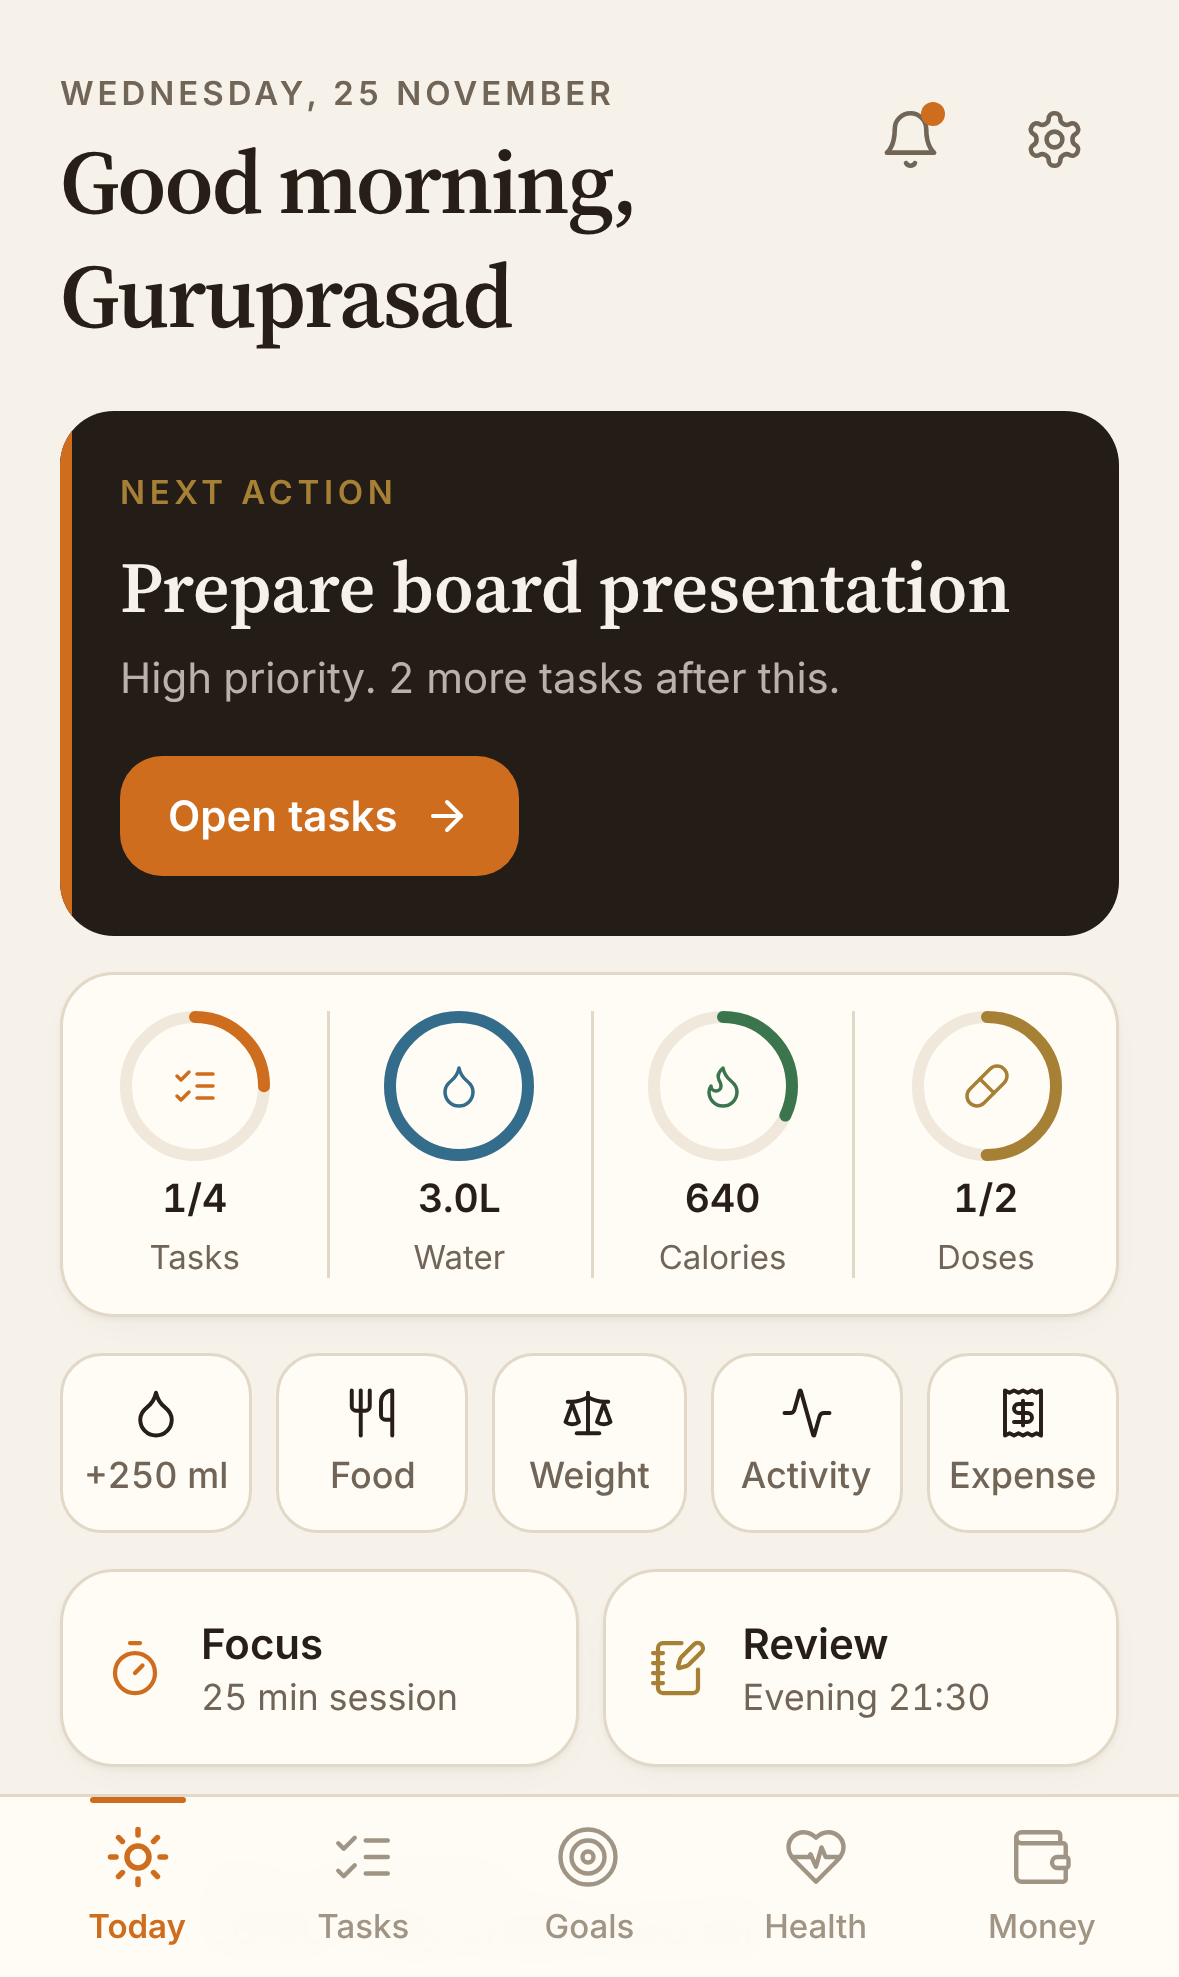 WEDNESDAY, 25 NOVEMBER
Good morning,
Guruprasad
NEXT ACTION
Prepare board presentation
High priority. 2 more tasks after this.
Open tasks
1/4
Tasks
3.0L
Water
640
Calories
1/2
Doses
+250 ml
Food
Weight
Activity
Expense
Focus
25 min session
Review
Evening 21:30
Today
Tasks
Goals
Health
Money